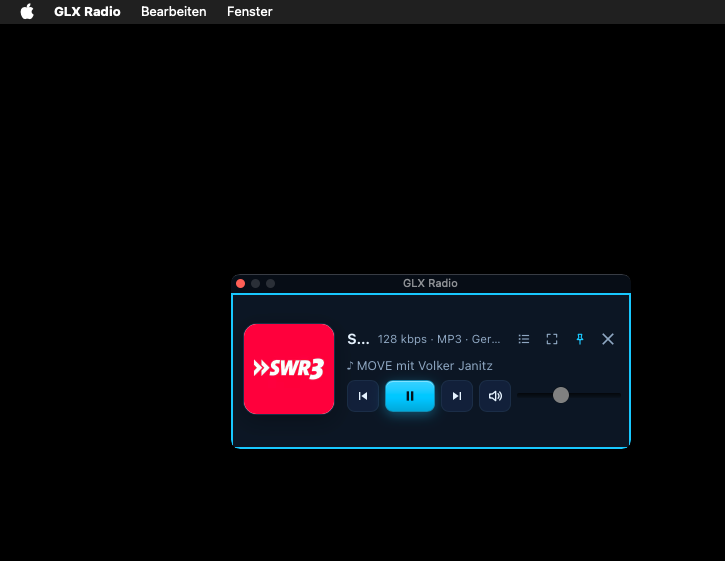 GLX Radio Bearbeiten Fenster
GLX Radio
S... 128 kbps · MP3 · Ger...
SWR3
♪ MOVE mit Volker Janitz